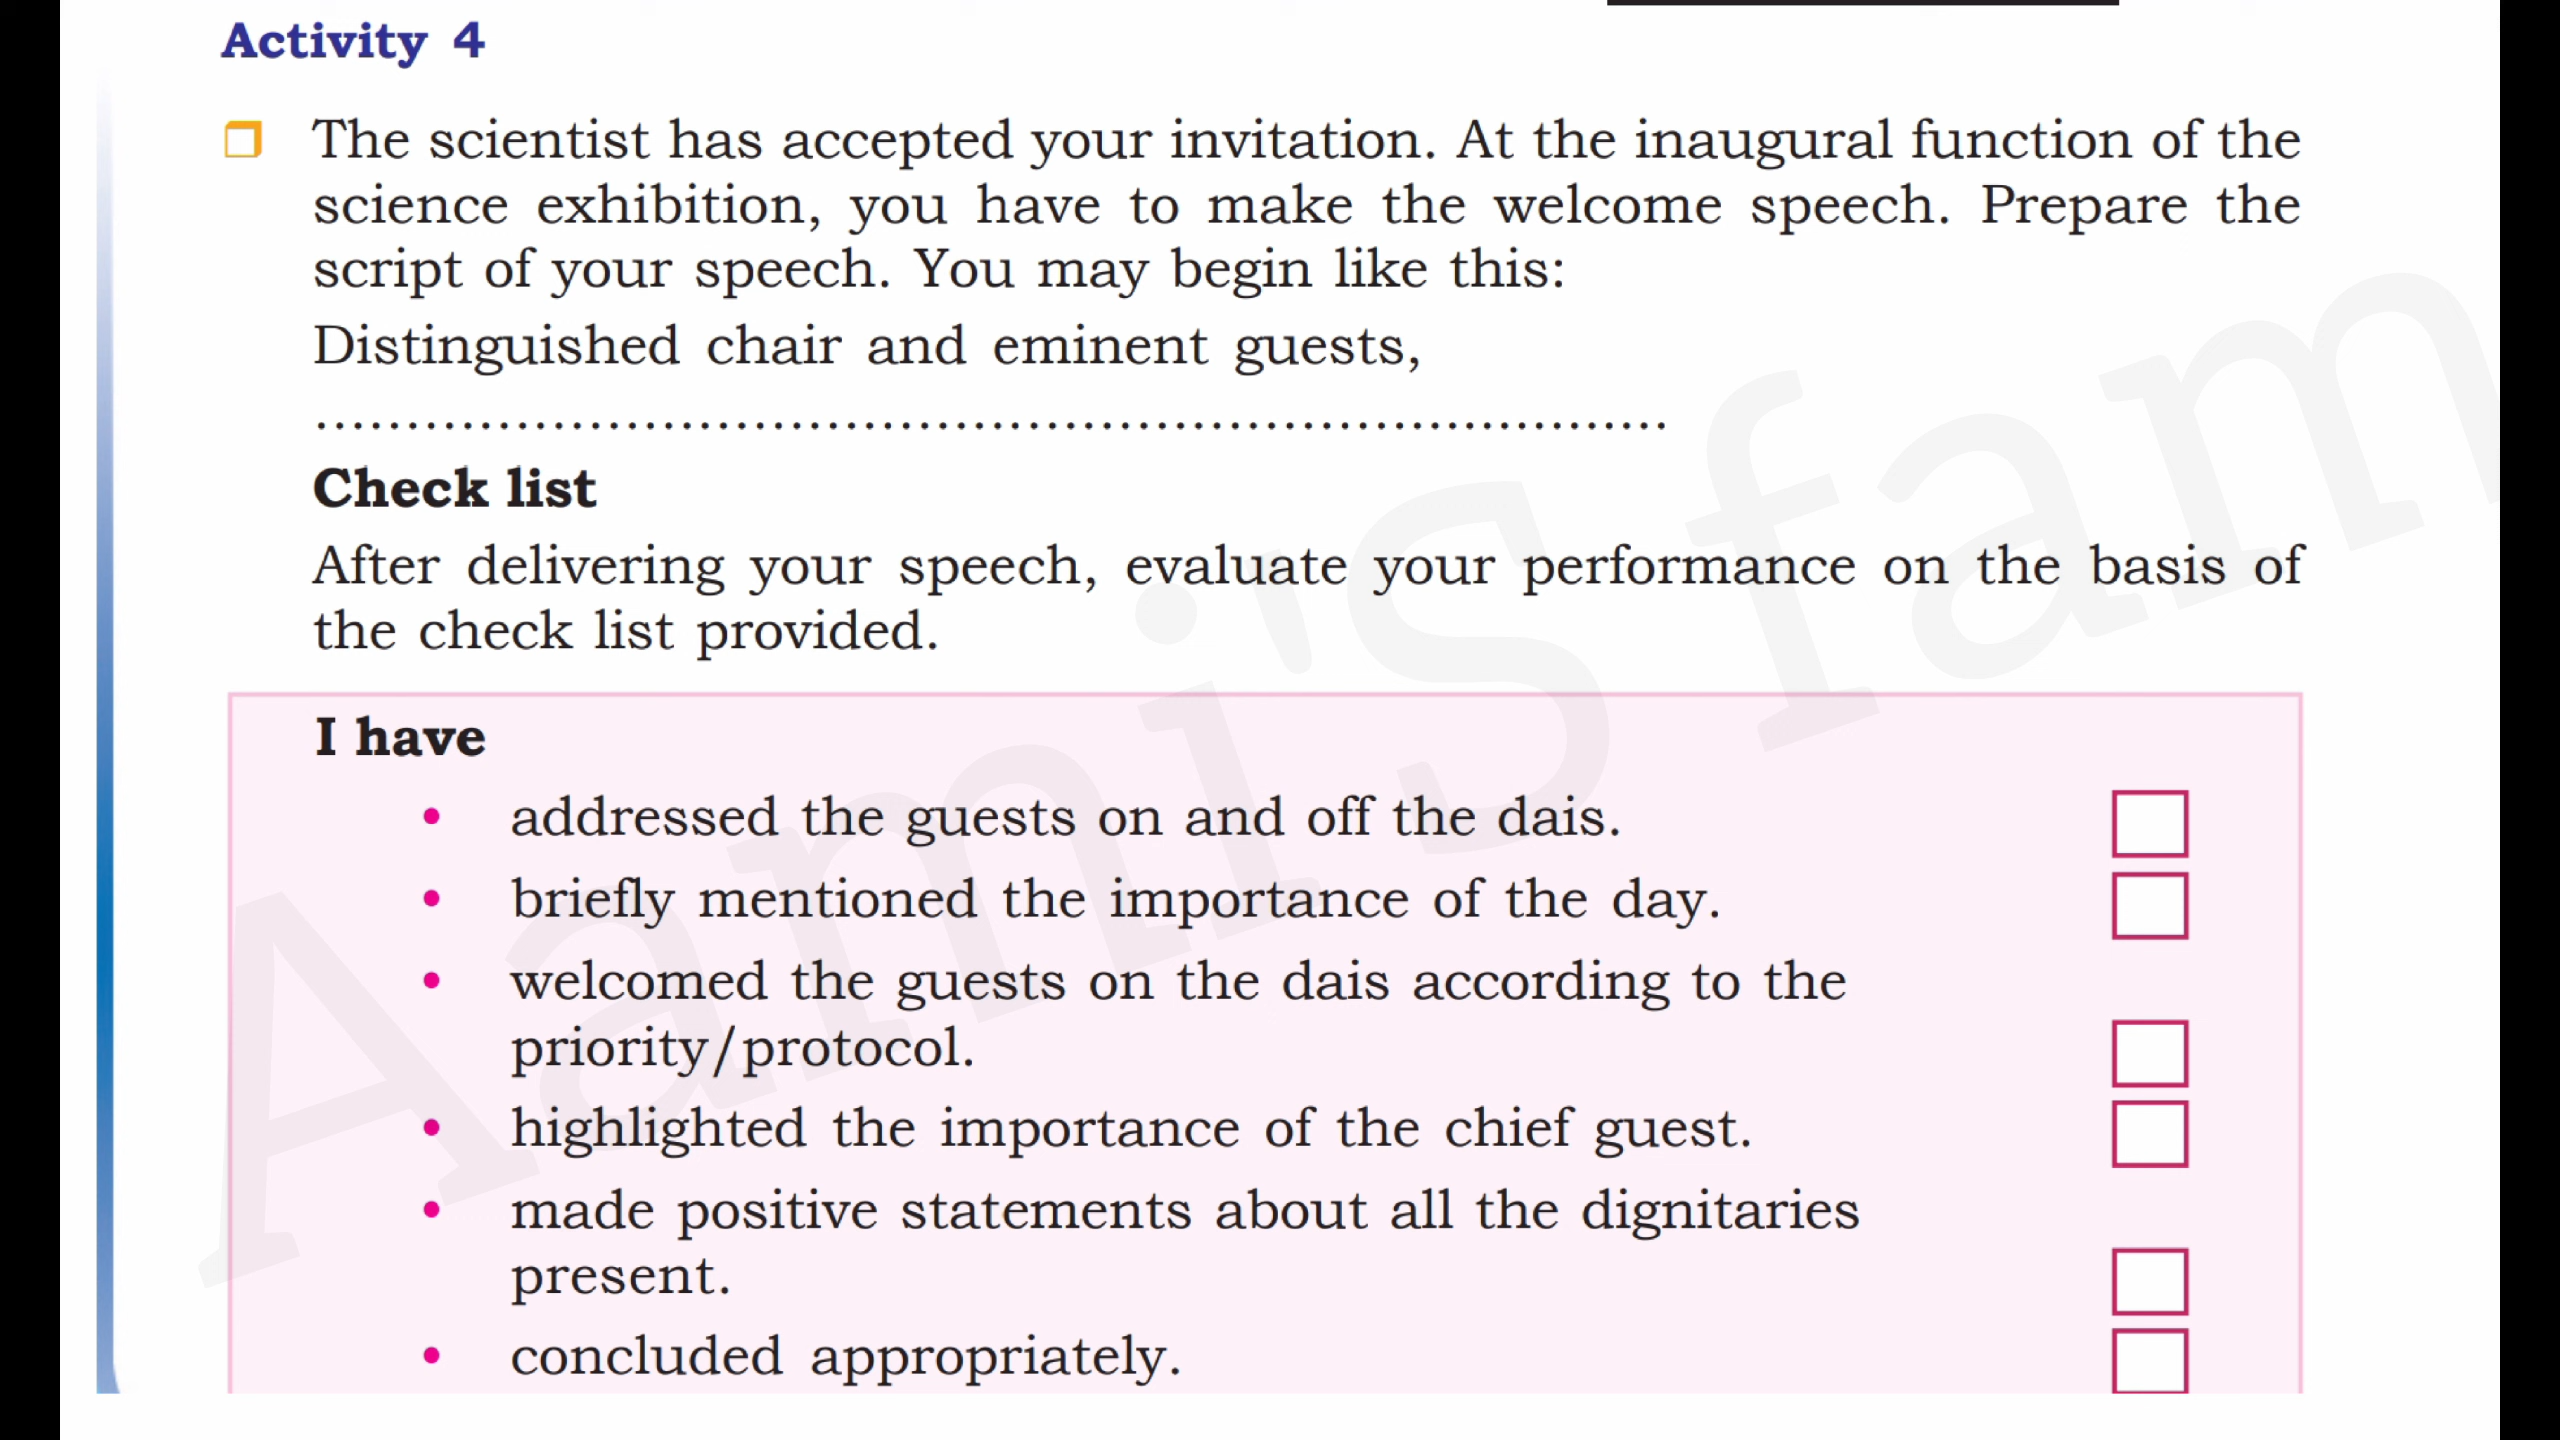 Activity 4
The scientist has accepted your invitation. At the inaugural function of the
science exhibition, you have to make the welcome speech. Prepare the
script of your speech. You may begin like this:
Distinguished chair and eminent guests,
...........................................................................
Check list
After delivering your speech, evaluate your performance on the basis of
the check list provided.
I have
• addressed the guests on and off the dais.
• briefly mentioned the importance of the day.
• welcomed the guests on the dais according to the
priority/protocol.
• highlighted the importance of the chief guest.
• made positive statements about all the dignitaries
present.
• concluded appropriately.
Aami'S fam